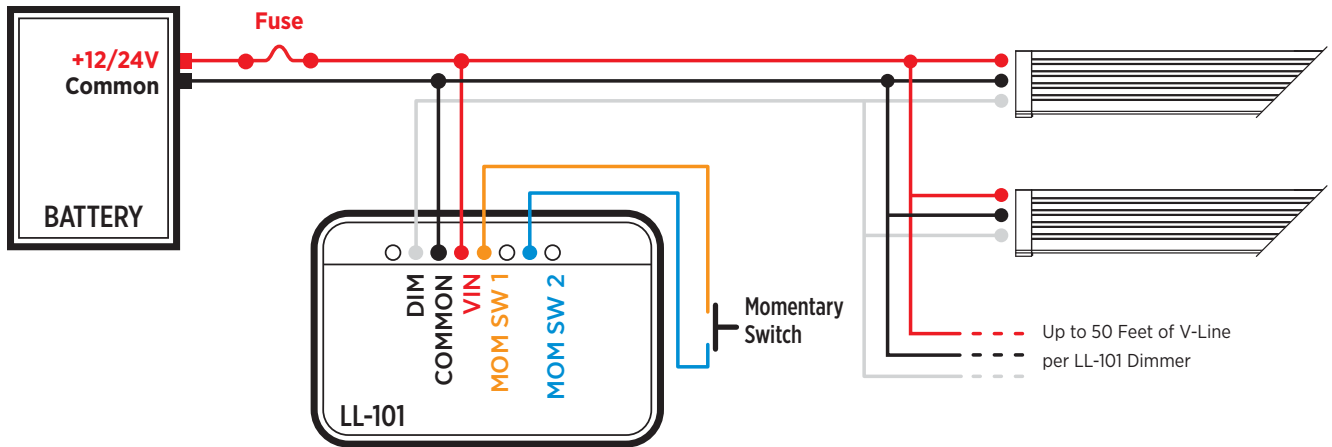 Fuse
+12/24V
Common
BATTERY
DIM
COMMON
VIN
MOM SW 1
MOM SW 2
LL-101
Momentary
Switch
Up to 50 Feet of V-Line
per LL-101 Dimmer